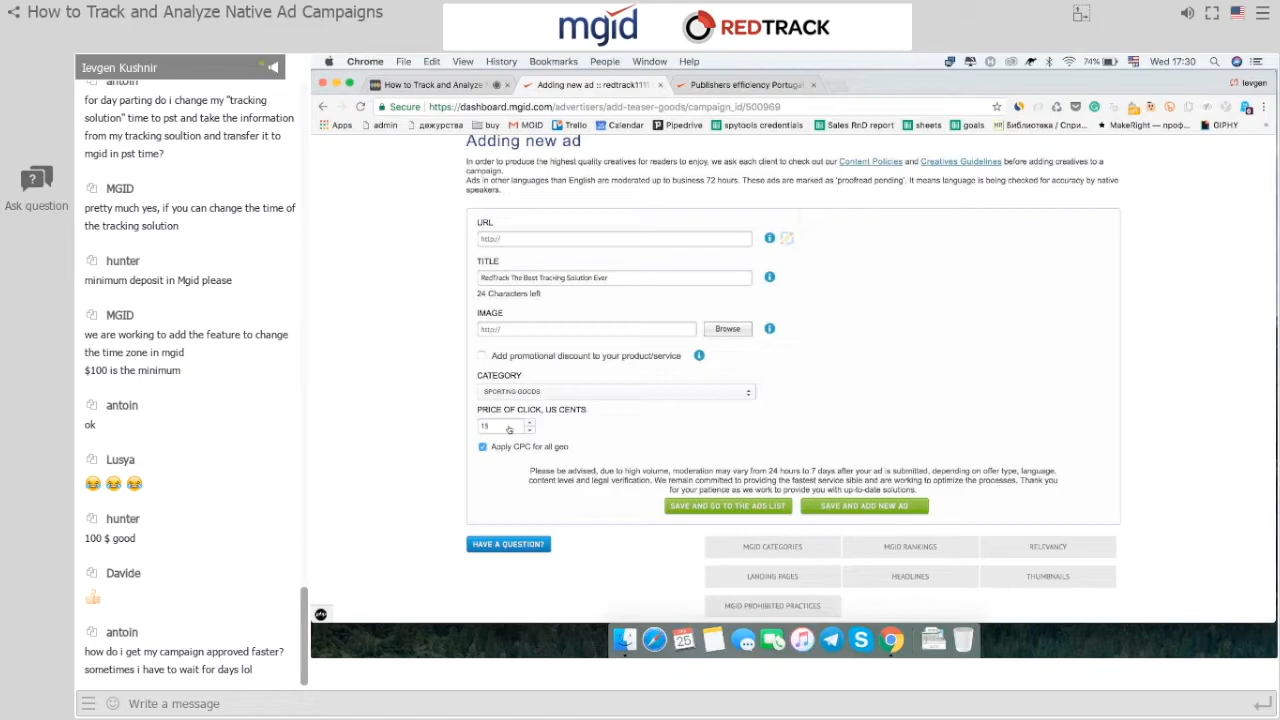 How to Track and Analyze Native Ad Campaigns
mgid
REDTRACK
Ievgen Kushnir
antoin
for day parting do i change my "tracking
solution" time to pst and take the information
from my tracking soultion and transfer it to
mgid in pst time?
MGID
pretty much yes, if you can change the time of
the tracking solution
hunter
minimum deposit in Mgid please
MGID
we are working to add the feature to change
the time zone in mgid
$100 is the minimum
antoin
ok
Lusya
hunter
100 $ good
Davide
antoin
how do i get my campaign approved faster?
sometimes i have to wait for days lol
Write a message
Ask question
Chrome File Edit View History Bookmarks People Window Help
74% Wed 17:30
How to Track and Analyze N
Adding new ad :: redtrack1111
Publishers efficiency Portugal
Ievgen
Secure https://dashboard.mgid.com/advertisers/add-teaser-goods/campaign_id/500969
Apps admin дежурства buy MGID Trello Calendar Pipedrive spytools credentials Sales RnD report sheets goals Библиотека / Спри... MakeRight — проф... GIPHY
Adding new ad
In order to produce the highest quality creatives for readers to enjoy, we ask each client to check out our Content Policies and Creatives Guidelines before adding creatives to a
campaign.
Ads in other languages than English are moderated up to business 72 hours. These ads are marked as 'proofread pending'. It means language is being checked for accuracy by native
speakers.
URL
http://
TITLE
RedTrack The Best Tracking Solution Ever
24 Characters left
IMAGE
http://
Browse
Add promotional discount to your product/service
CATEGORY
SPORTING GOODS
PRICE OF CLICK, US CENTS
15
Apply CPC for all geo
Please be advised, due to high volume, moderation may vary from 24 hours to 7 days after your ad is submitted, depending on offer type, language,
content level and legal verification. We remain committed to providing the fastest service sible and are working to optimize the processes. Thank you
for your patience as we work to provide you with up-to-date solutions.
SAVE AND GO TO THE ADS LIST
SAVE AND ADD NEW AD
HAVE A QUESTION?
MGID CATEGORIES
MGID RANKINGS
RELEVANCY
LANDING PAGES
HEADLINES
THUMBNAILS
MGID PROHIBITED PRACTICES